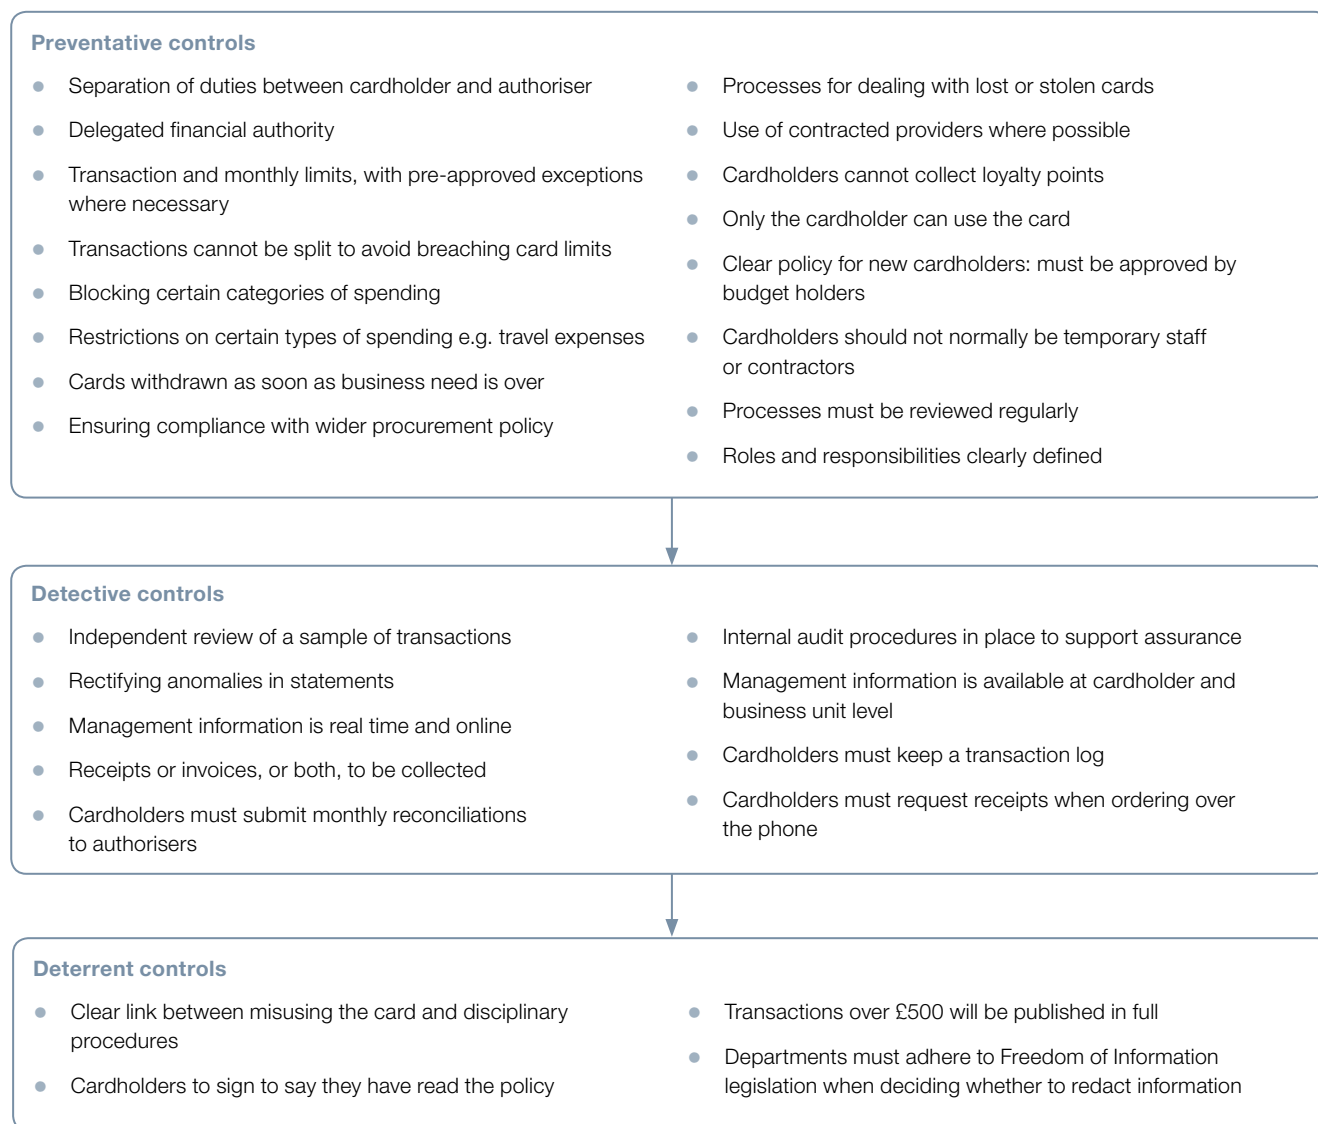 Preventative controls
● Separation of duties between cardholder and authoriser
● Delegated financial authority
● Transaction and monthly limits, with pre-approved exceptions
where necessary
● Transactions cannot be split to avoid breaching card limits
● Blocking certain categories of spending
● Restrictions on certain types of spending e.g. travel expenses
● Cards withdrawn as soon as business need is over
● Ensuring compliance with wider procurement policy
● Processes for dealing with lost or stolen cards
● Use of contracted providers where possible
● Cardholders cannot collect loyalty points
● Only the cardholder can use the card
● Clear policy for new cardholders: must be approved by
budget holders
● Cardholders should not normally be temporary staff
or contractors
● Processes must be reviewed regularly
● Roles and responsibilities clearly defined
Detective controls
● Independent review of a sample of transactions
● Rectifying anomalies in statements
● Management information is real time and online
● Receipts or invoices, or both, to be collected
● Cardholders must submit monthly reconciliations
to authorisers
● Internal audit procedures in place to support assurance
● Management information is available at cardholder and
business unit level
● Cardholders must keep a transaction log
● Cardholders must request receipts when ordering over
the phone
Deterrent controls
● Clear link between misusing the card and disciplinary
procedures
● Cardholders to sign to say they have read the policy
● Transactions over £500 will be published in full
● Departments must adhere to Freedom of Information
legislation when deciding whether to redact information